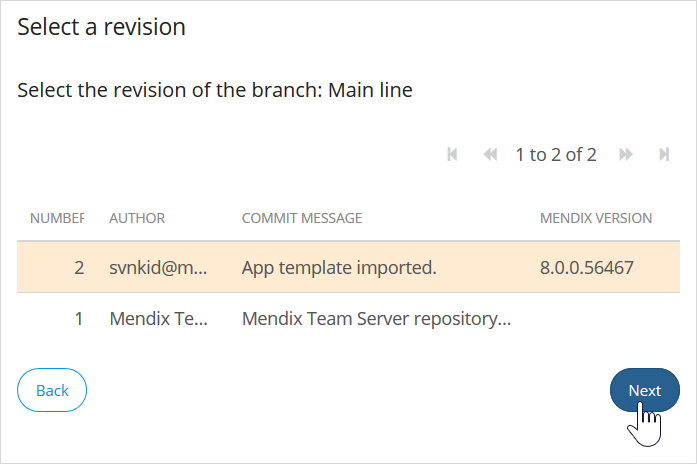 Select a revision
Select the revision of the branch: Main line
1 to 2 of 2
NUMBER AUTHOR COMMIT MESSAGE MENDIX VERSION
2 svnkid@m... App template imported. 8.0.0.56467
1 Mendix Te... Mendix Team Server repository...
Back Next